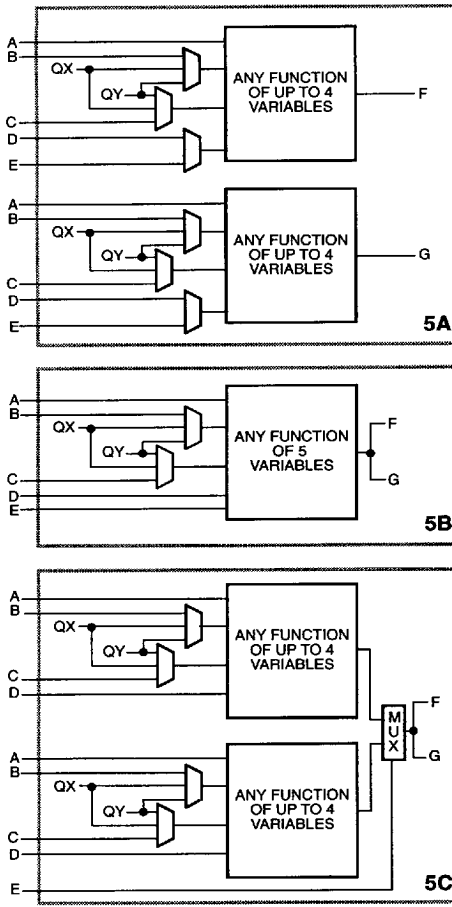 A
B
QX
QY
C
D
E
ANY FUNCTION
OF UP TO 4
VARIABLES
F
A
B
QX
QY
C
D
E
ANY FUNCTION
OF UP TO 4
VARIABLES
G
5A
A
B
QX
QY
C
D
E
ANY FUNCTION
OF 5
VARIABLES
F
G
5B
A
B
QX
QY
C
D
ANY FUNCTION
OF UP TO 4
VARIABLES
MUX
F
G
A
B
QX
QY
C
D
ANY FUNCTION
OF UP TO 4
VARIABLES
E
5C